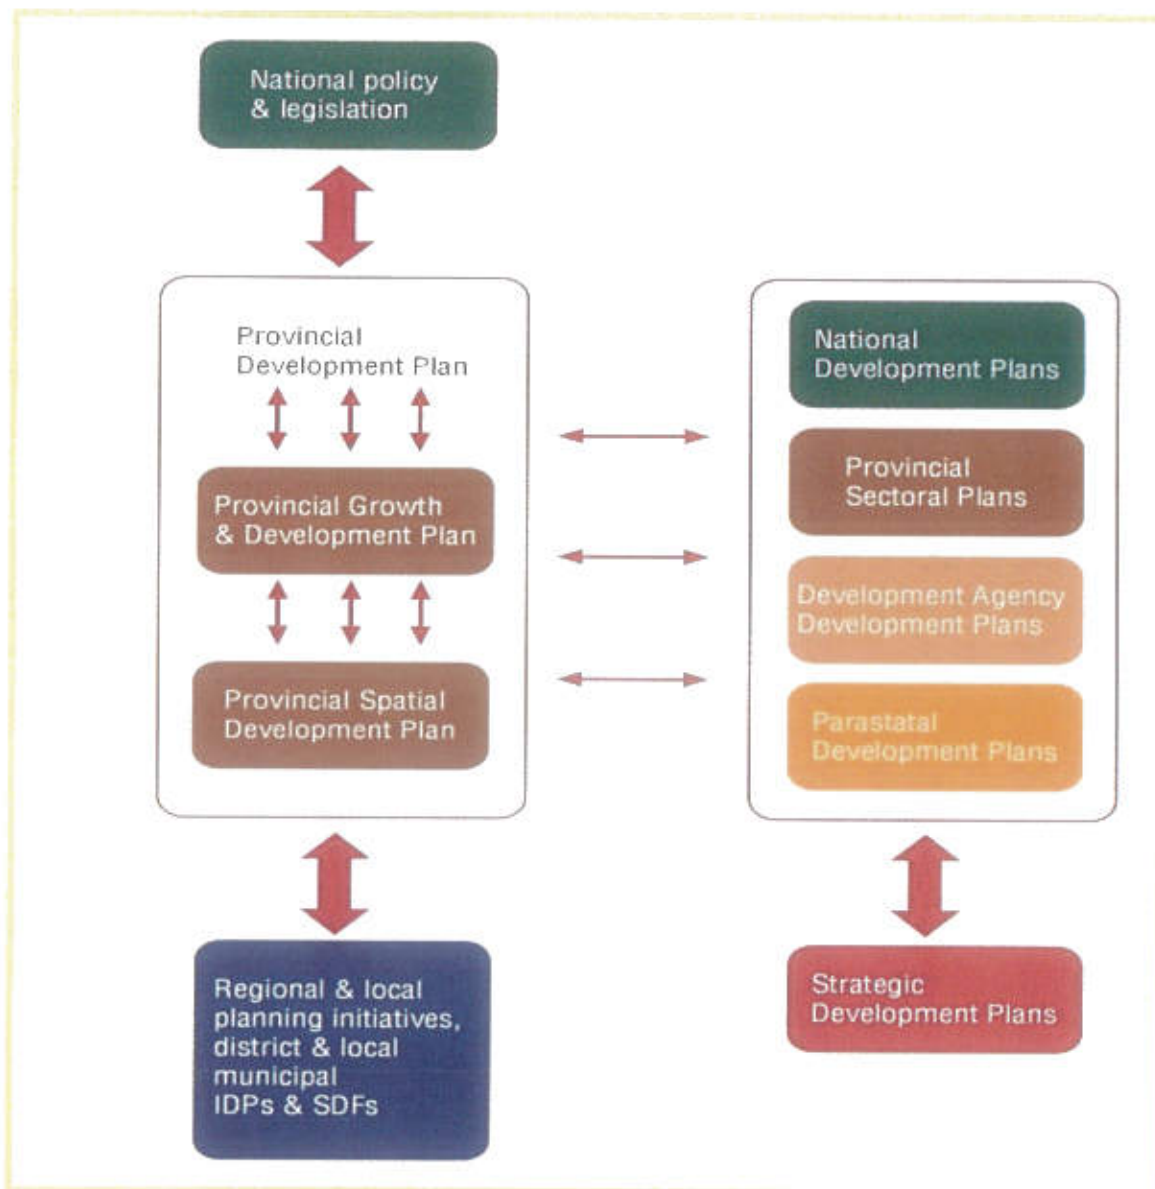 National policy
& legislation
Provincial
Development Plan
Provincial Growth
& Development Plan
Provincial Spatial
Development Plan
National
Development Plans
Provincial
Sectoral Plans
Development Agency
Development Plans
Parastatal
Development Plans
Regional & local
planning initiatives,
district & local
municipal
IDPs & SDFs
Strategic
Development Plans